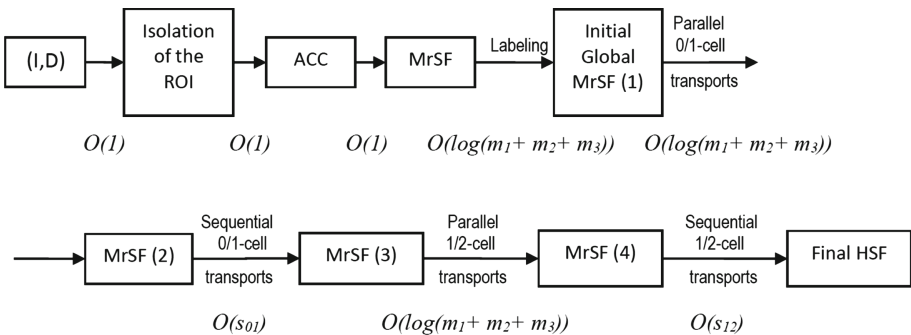 (I,D)
Isolation
of the
ROI
ACC
MrSF
Labeling
Initial
Global
MrSF (1)
Parallel
0/1-cell
transports
O(1)
O(1)
O(1)
O(log(m₁+ m₂+ m₃))
O(log(m₁+ m₂+ m₃))
MrSF (2)
Sequential
0/1-cell
transports
MrSF (3)
Parallel
1/2-cell
transports
MrSF (4)
Sequential
1/2-cell
transports
Final HSF
O(s₀₁)
O(log(m₁+ m₂+ m₃))
O(s₁₂)